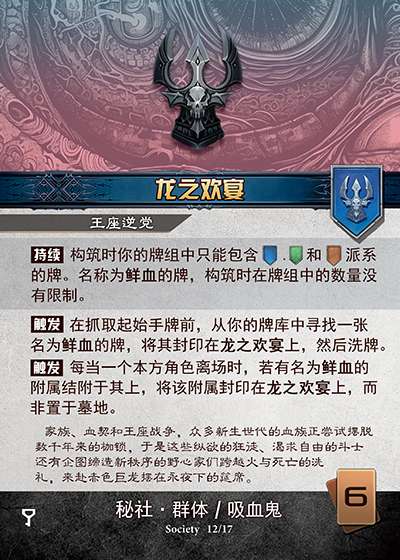 龙之欢宴
王座逆党
持续 构筑时你的牌组中只能包含 . 和 派系
的牌。名称为鲜血的牌，构筑时在牌组中的数量没
有限制。
触发 在抓取起始手牌前，从你的牌库中寻找一张
名为鲜血的牌，将其封印在龙之欢宴上，然后洗牌。
触发 每当一个本方角色离场时，若有名为鲜血的
附属结附于其上，将该附属封印在龙之欢宴上，而
非置于墓地。
家族、血契和王座战争，众多新生世代的血族正尝试摆脱
数千年来的枷锁，于是这些纵欲的狂徒、渴求自由的斗士
还有企图缔造新秩序的野心家们跨越火与死亡的洗
礼，来赴赤色巨龙摆在永夜下的筵席。
6
秘社·群体/吸血鬼
Society 12/17